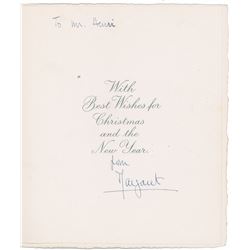 To Mr. Henri
With
Best Wishes for
Christmas
and the
New Year.
from
Margaret